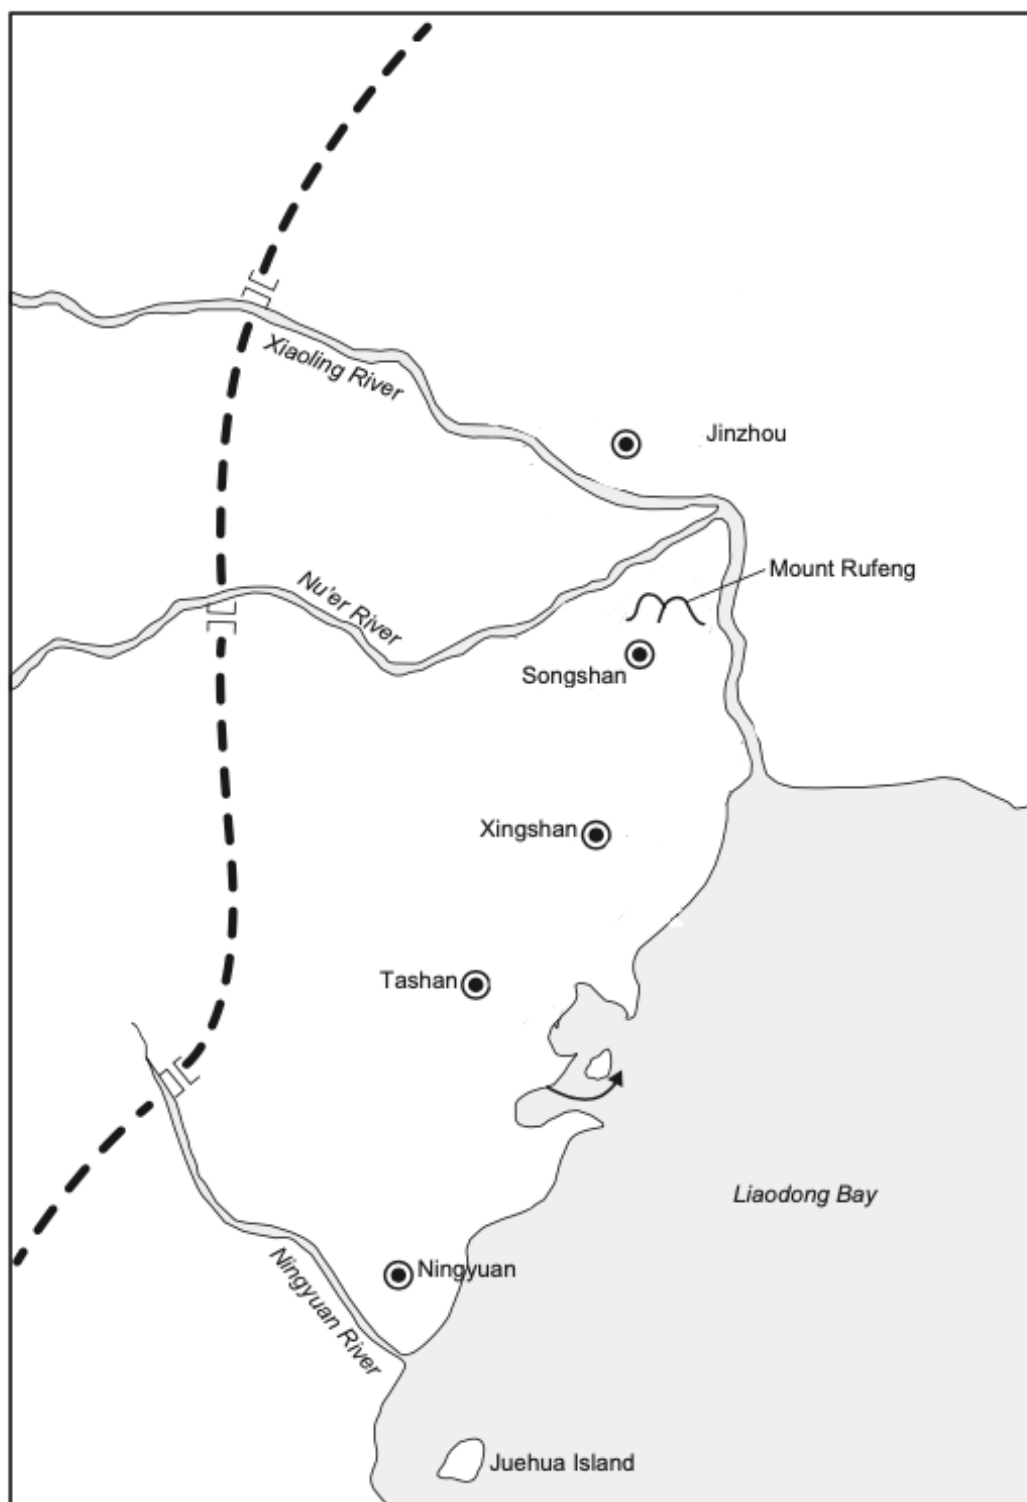 Xiaoling River
Jinzhou
Mount Rufeng
Nu'er River
Songshan
Xingshan
Tashan
Liaodong Bay
Ningyuan
Ningyuan River
Juehua Island